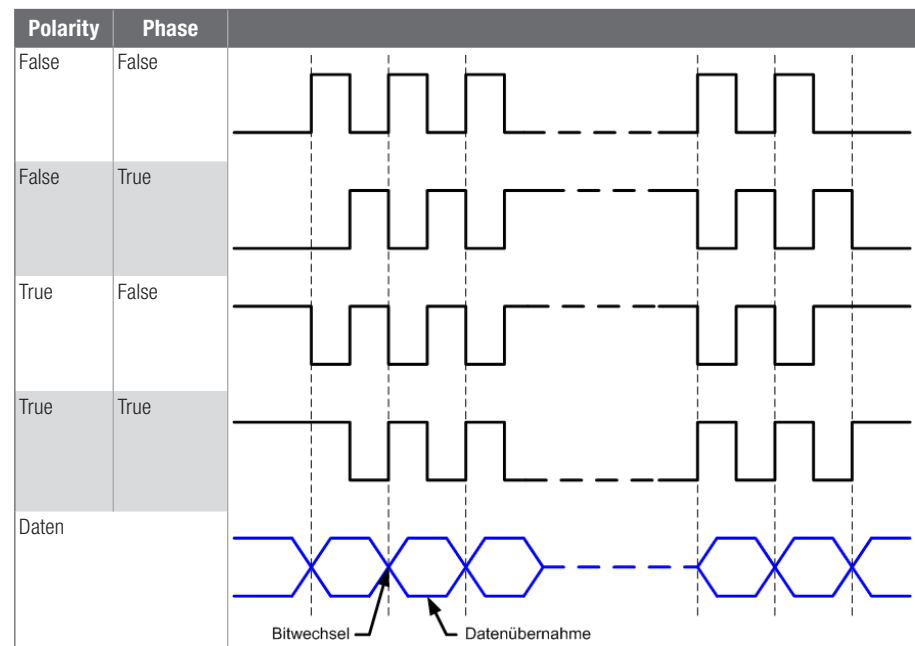 Polarity Phase
False False
False True
True False
True True
Daten
Bitwechsel Datenübernahme